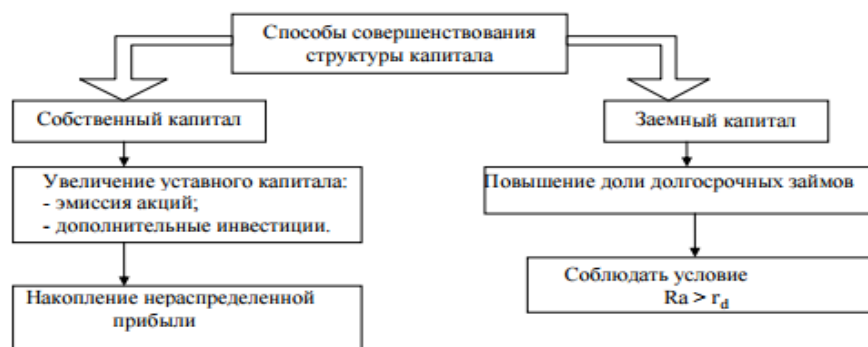 Способы совершенствования
структуры капитала
Собственный капитал
Заемный капитал
Увеличение уставного капитала:
- эмиссия акций;
- дополнительные инвестиции.
Повышение доли долгосрочных займов
Накопление нераспределенной
прибыли
Соблюдать условие
Ra > r_d